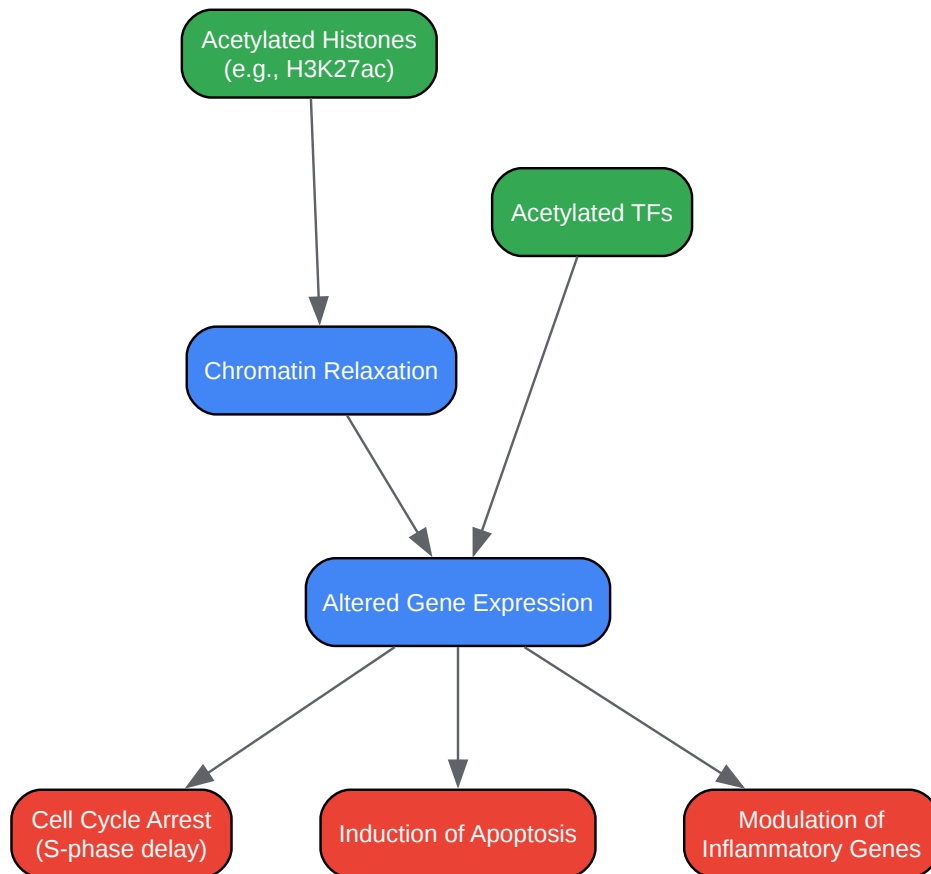 Acetylated Histones
(e.g., H3K27ac)
Acetylated TFs
Chromatin Relaxation
Altered Gene Expression
Cell Cycle Arrest
(S-phase delay)
Induction of Apoptosis
Modulation of
Inflammatory Genes